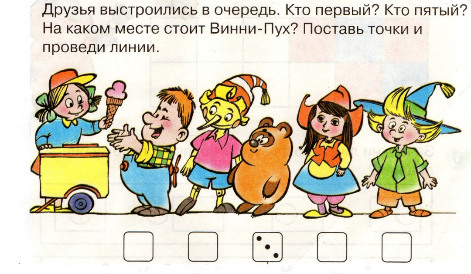 Друзья выстроились в очередь. Кто первый? Кто пятый?
На каком месте стоит Винни-Пух? Поставь точки и
проведи линии.